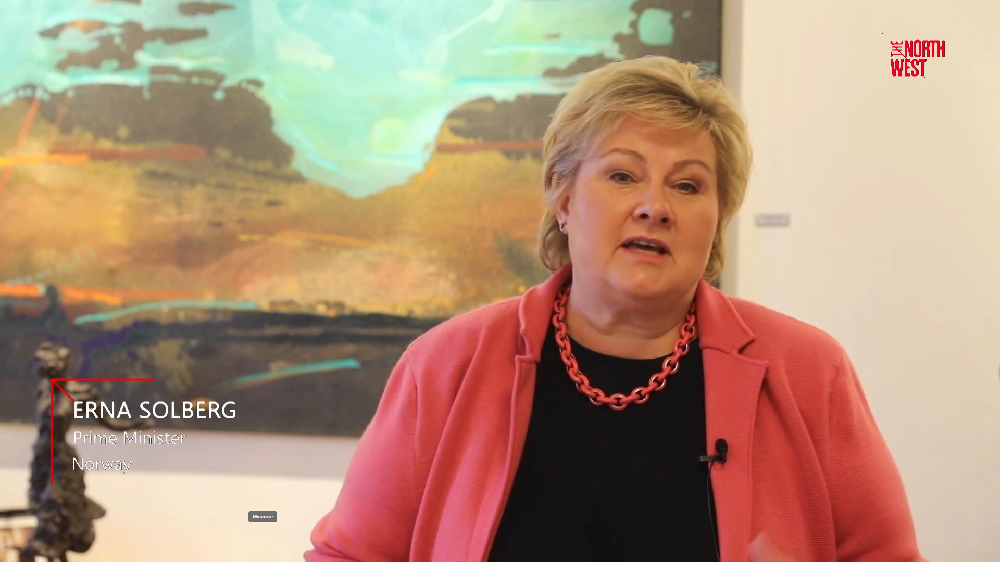 THE NORTH
WEST
ERNA SOLBERG
Prime Minister
Norway
Minimize